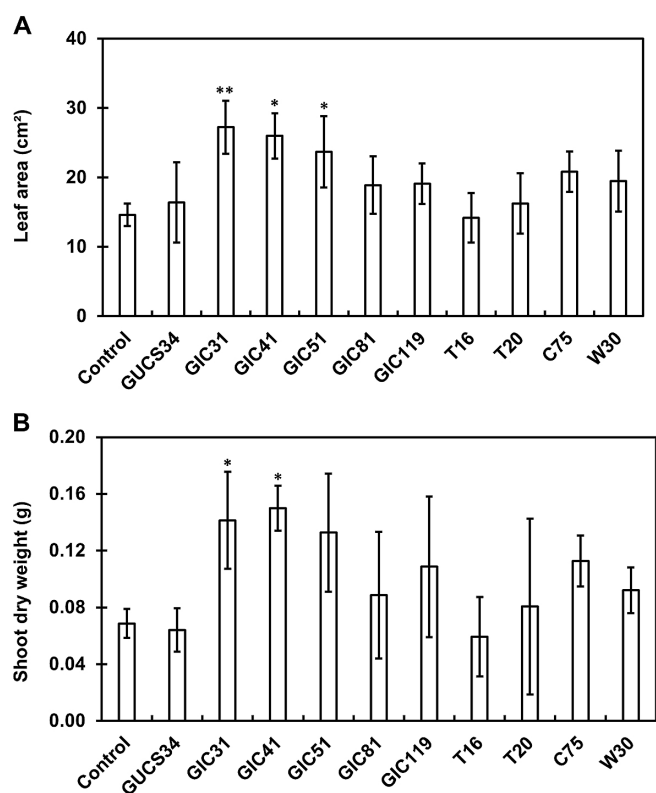 A
Leaf area (cm²)
40
30
20
10
0
**
*
*
Control
GUCS34
GIC31
GIC41
GIC51
GIC81
GIC119
T16
T20
C75
W30
B
Shoot dry weight (g)
0.20
0.16
0.12
0.08
0.04
0.00
*
*
Control
GUCS34
GIC31
GIC41
GIC51
GIC81
GIC119
T16
T20
C75
W30